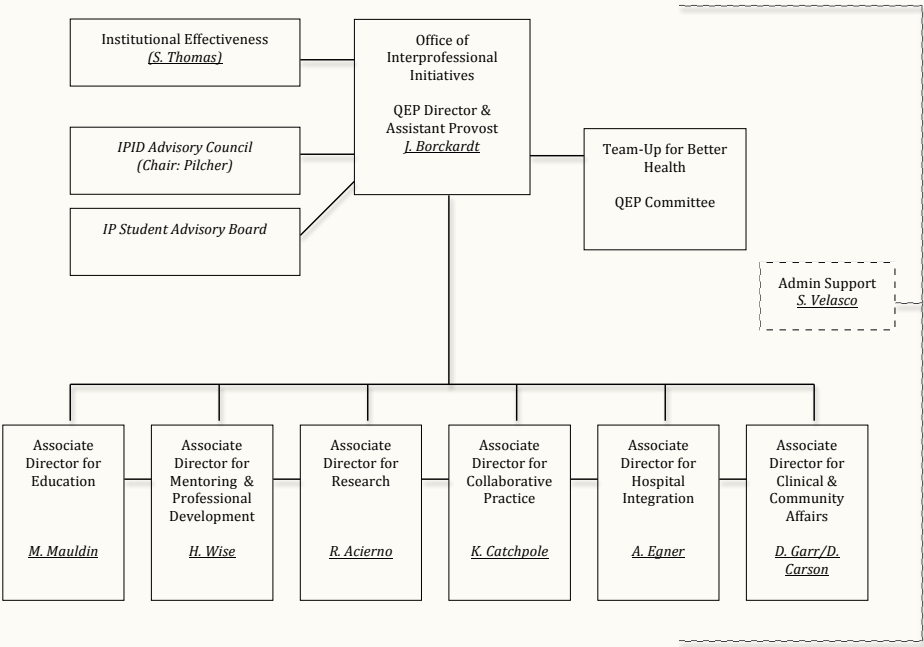 Institutional Effectiveness
(S. Thomas)
Office of
Interprofessional
Initiatives
QEP Director &
Assistant Provost
J. Borckardt
IPID Advisory Council
(Chair: Pilcher)
IP Student Advisory Board
Team-Up for Better
Health
QEP Committee
Admin Support
S. Velasco
Associate
Director for
Education
M. Mauldin
Associate
Director for
Mentoring &
Professional
Development
H. Wise
Associate
Director for
Research
R. Acierno
Associate
Director for
Collaborative
Practice
K. Catchpole
Associate
Director for
Hospital
Integration
A. Egner
Associate
Director for
Clinical &
Community
Affairs
D. Garr/D.
Carson